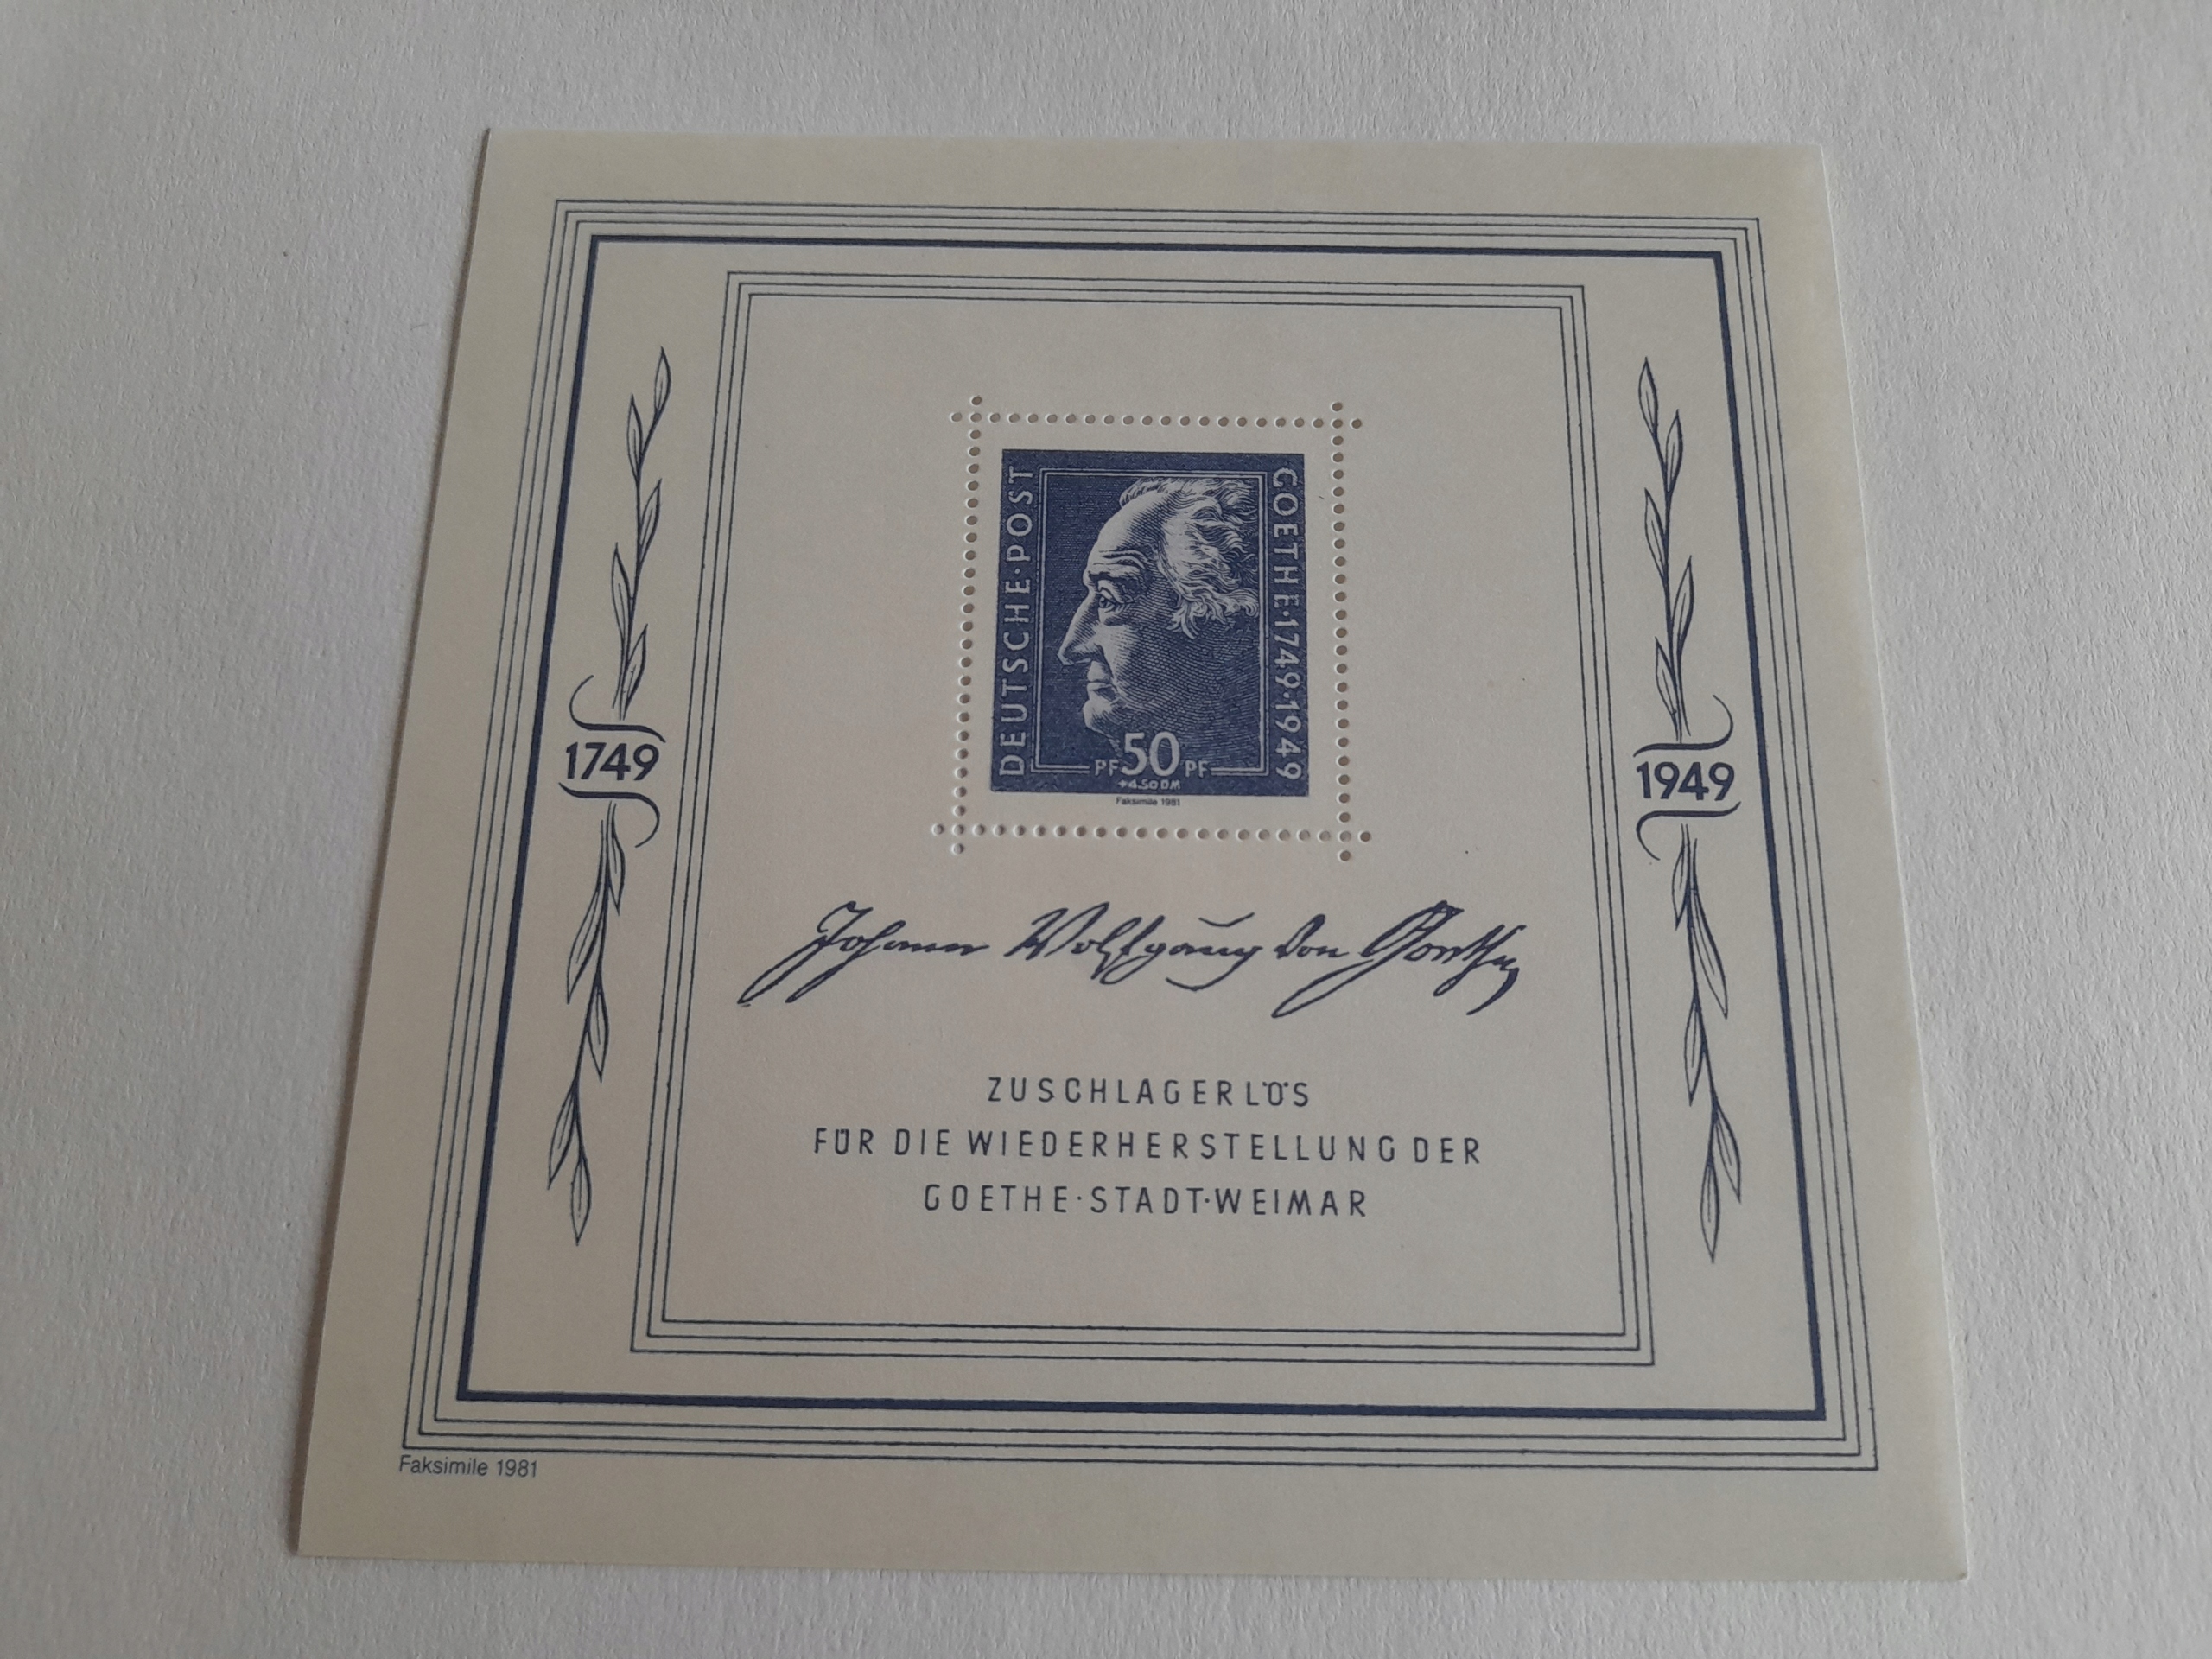 DEUTSCHE·POST
GOETHE·1749·1949
PF 50 PF
+4.50 DM
Faksimile 1981
1749
1949
Johann Wolfgang von Goethe
ZUSCHLAGERLÖS
FÜR DIE WIEDERHERSTELLUNG DER
GOETHE·STADT·WEIMAR
Faksimile 1981